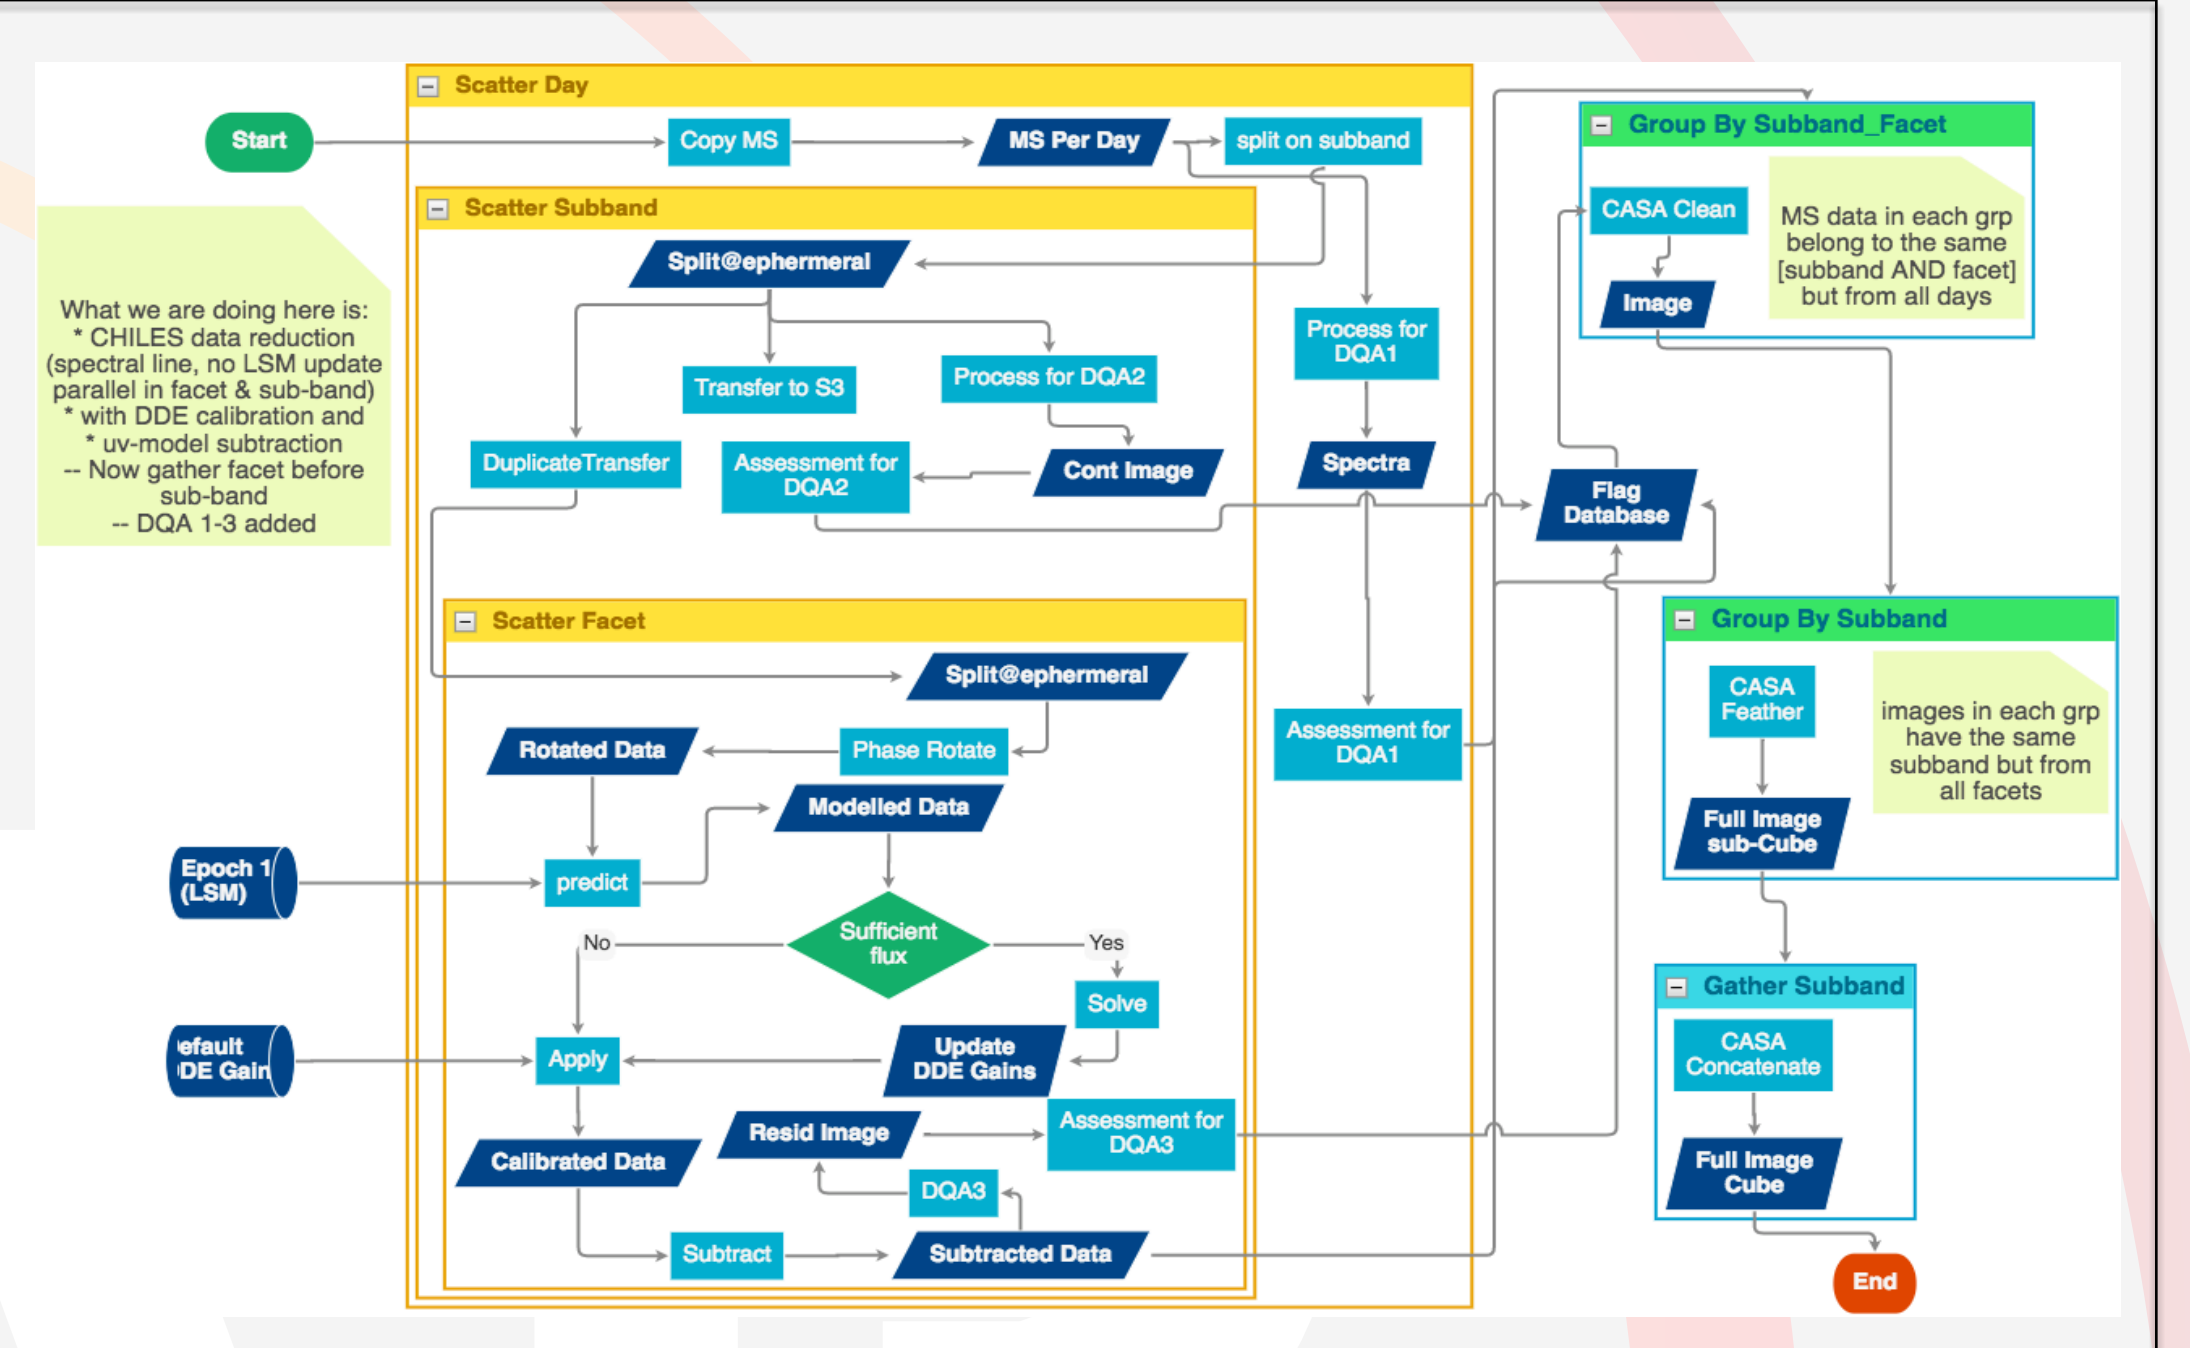 Scatter Day
Start
Copy MS
MS Per Day
split on subband
Group By Subband_Facet
CASA Clean
Image
MS data in each grp
belong to the same
[subband AND facet]
but from all days
Scatter Subband
Split@ephermeral
What we are doing here is:
* CHILES data reduction
(spectral line, no LSM update
parallel in facet & sub-band)
* with DDE calibration and
* uv-model subtraction
-- Now gather facet before
sub-band
-- DQA 1-3 added
Transfer to S3
Process for DQA2
Process for
DQA1
DuplicateTransfer
Assessment for
DQA2
Cont Image
Spectra
Flag
Database
Scatter Facet
Split@ephermeral
Group By Subband
CASA
Feather
images in each grp
have the same
subband but from
all facets
Full Image
sub-Cube
Rotated Data
Phase Rotate
Assessment for
DQA1
Modelled Data
Epoch 1
(LSM)
predict
Sufficient
flux
No
Yes
Solve
Gather Subband
CASA
Concatenate
Full Image
Cube
efault
DE Gain
Apply
Update
DDE Gains
Resid Image
Assessment for
DQA3
Calibrated Data
DQA3
Subtract
Subtracted Data
End